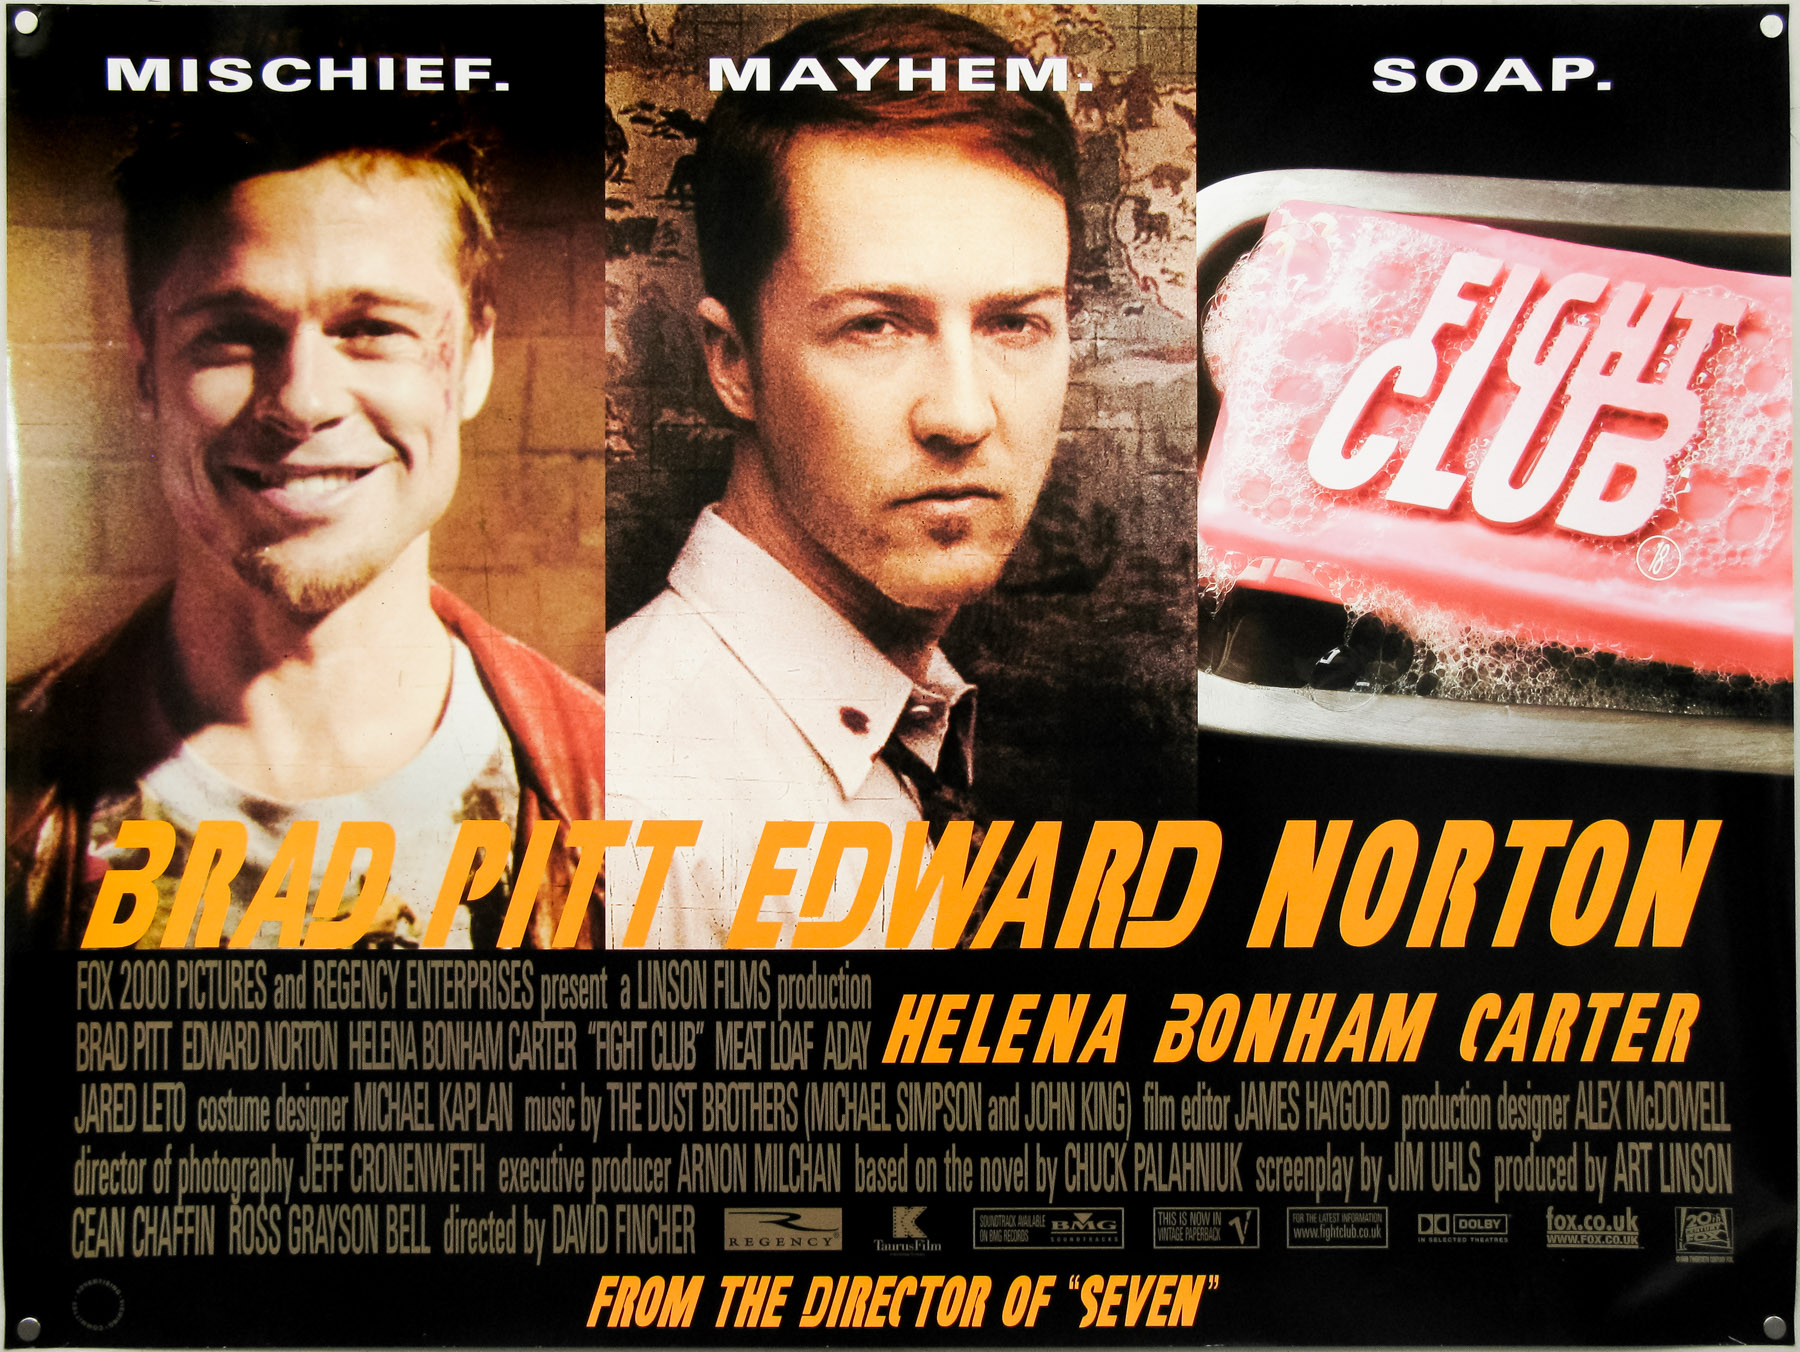 MISCHIEF.
MAYHEM.
SOAP.
FIGHT
CLUB
18
BRAD PITT EDWARD NORTON
HELENA BONHAM CARTER
FOX 2000 PICTURES and REGENCY ENTERPRISES present a LINSON FILMS production
BRAD PITT EDWARD NORTON HELENA BONHAM CARTER "FIGHT CLUB" MEAT LOAF ADAY
JARED LETO costume designer MICHAEL KAPLAN music by THE DUST BROTHERS (MICHAEL SIMPSON and JOHN KING) film editor JAMES HAYGOOD production designer ALEX McDOWELL
director of photography JEFF CRONENWETH executive producer ARNON MILCHAN based on the novel by CHUCK PALAHNIUK screenplay by JIM UHLS produced by ART LINSON
CEAN CHAFFIN ROSS GRAYSON BELL directed by DAVID FINCHER
REGENCY
TaurusFilm
SOUNDTRACK AVAILABLE
ON BMG RECORDS
BMG
SOUNDTRACKS
THIS IS NOW IN
VINTAGE PAPERBACK
FOR THE LATEST INFORMATION
www.fightclub.co.uk
DOLBY
IN SELECTED THEATRES
fox.co.uk
WWW.FOX.CO.UK
20th
CENTURY
FOX
FROM THE DIRECTOR OF "SEVEN"